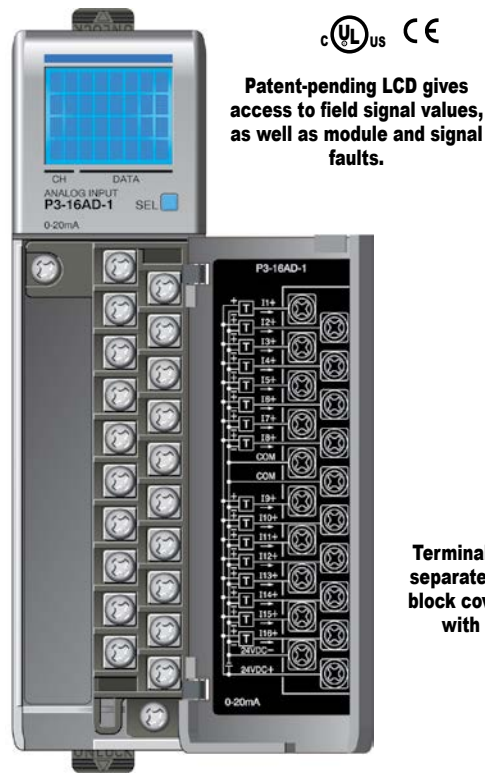 UNLOCK
c UL us CE
Patent-pending LCD gives
access to field signal values,
as well as module and signal
faults.
CH DATA
ANALOG INPUT
P3-16AD-1 SEL
0-20mA
P3-16AD-1
T I1+
T I2+
T I3+
T I4+
T I5+
T I6+
T I7+
T I8+
COM
COM
T I9+
T I10+
T I11+
T I12+
T I13+
T I14+
T I15+
T I16+
24VDC−
24VDC+
0-20mA
Terminal
separate
block cov
with
UNLOCK